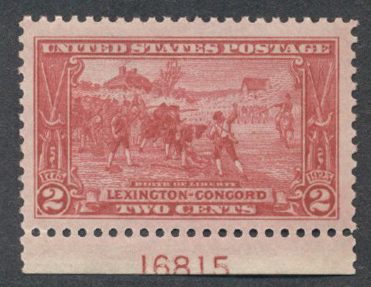 UNITED STATES POSTAGE
1775 1925
BIRTH OF LIBERTY
2 LEXINGTON-CONCORD 2
TWO CENTS
16815